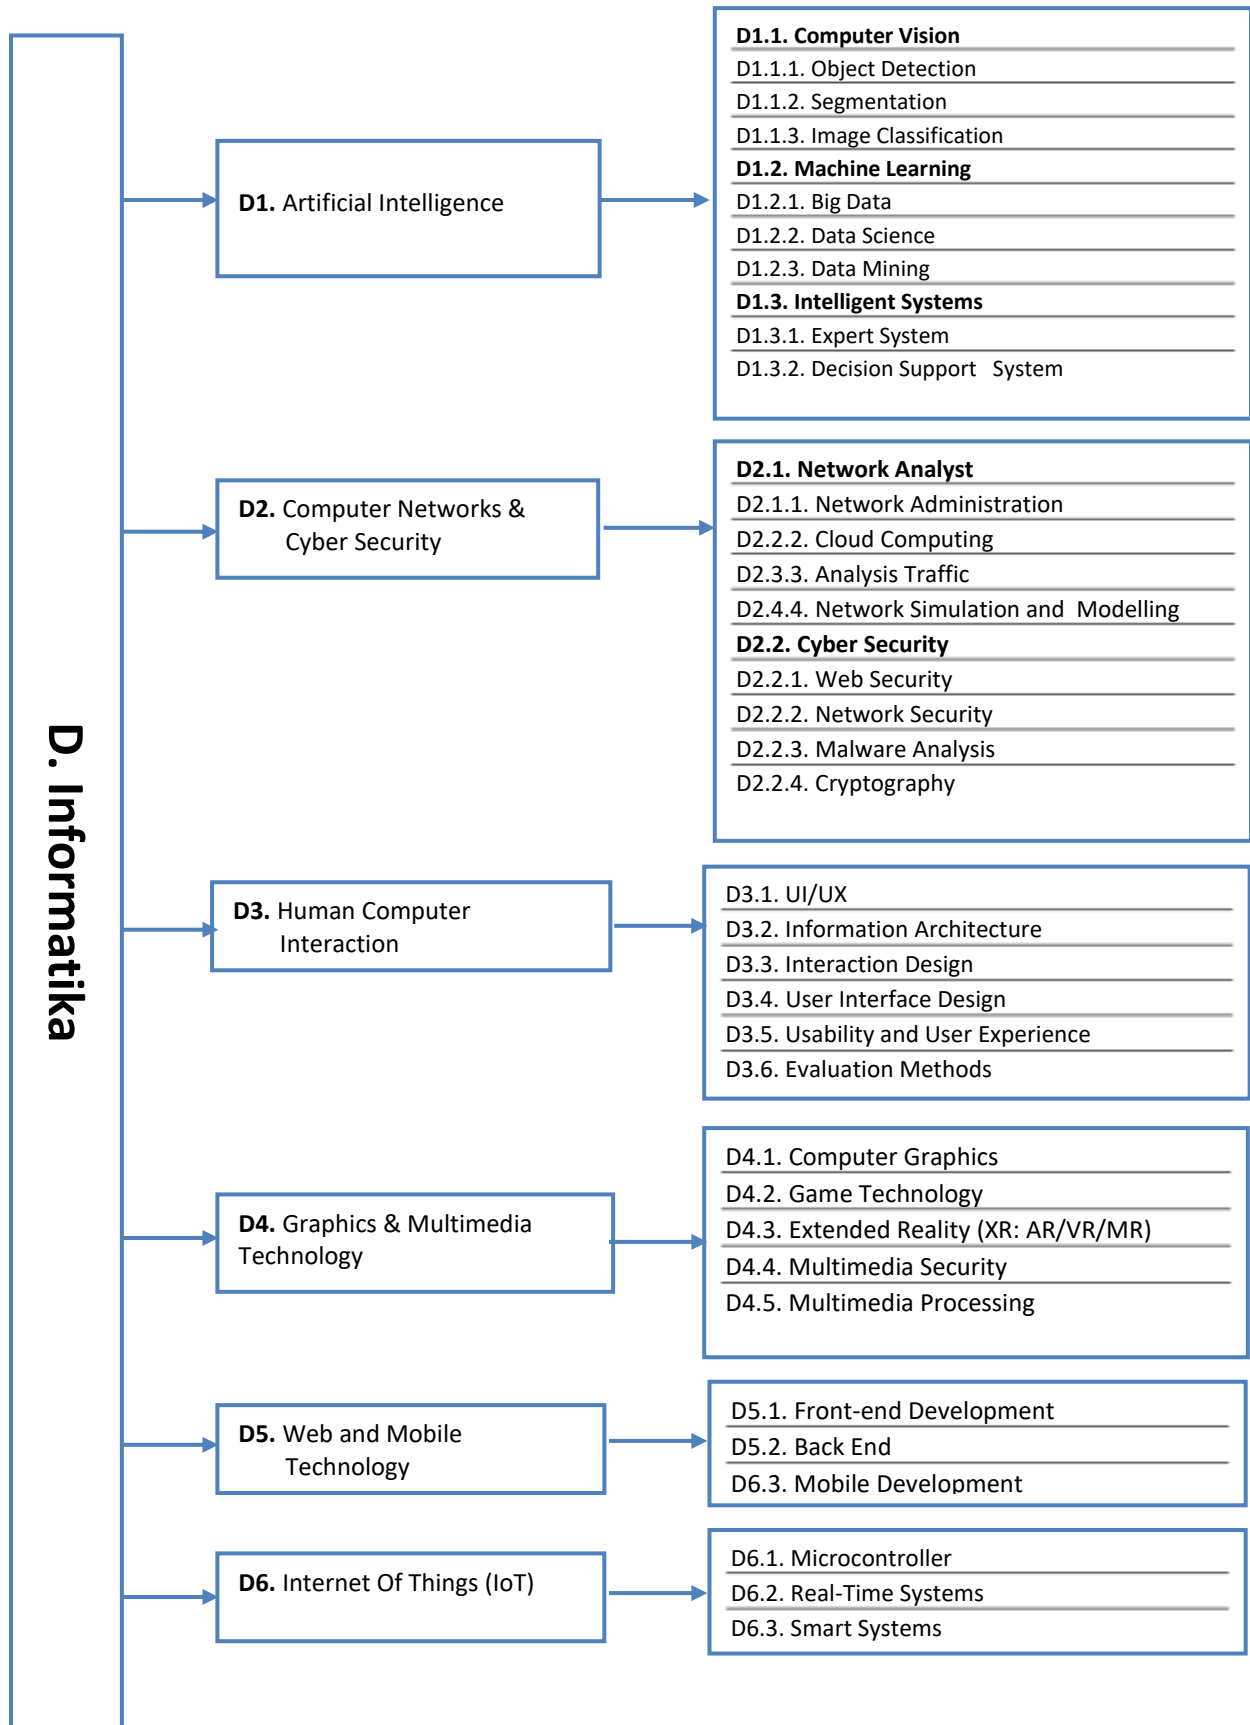 D. Informatika
D1. Artificial Intelligence
D1.1. Computer Vision
D1.1.1. Object Detection
D1.1.2. Segmentation
D1.1.3. Image Classification
D1.2. Machine Learning
D1.2.1. Big Data
D1.2.2. Data Science
D1.2.3. Data Mining
D1.3. Intelligent Systems
D1.3.1. Expert System
D1.3.2. Decision Support System
D2. Computer Networks &
Cyber Security
D2.1. Network Analyst
D2.1.1. Network Administration
D2.2.2. Cloud Computing
D2.3.3. Analysis Traffic
D2.4.4. Network Simulation and Modelling
D2.2. Cyber Security
D2.2.1. Web Security
D2.2.2. Network Security
D2.2.3. Malware Analysis
D2.2.4. Cryptography
D3. Human Computer
Interaction
D3.1. UI/UX
D3.2. Information Architecture
D3.3. Interaction Design
D3.4. User Interface Design
D3.5. Usability and User Experience
D3.6. Evaluation Methods
D4. Graphics & Multimedia
Technology
D4.1. Computer Graphics
D4.2. Game Technology
D4.3. Extended Reality (XR: AR/VR/MR)
D4.4. Multimedia Security
D4.5. Multimedia Processing
D5. Web and Mobile
Technology
D5.1. Front-end Development
D5.2. Back End
D6.3. Mobile Development
D6. Internet Of Things (IoT)
D6.1. Microcontroller
D6.2. Real-Time Systems
D6.3. Smart Systems